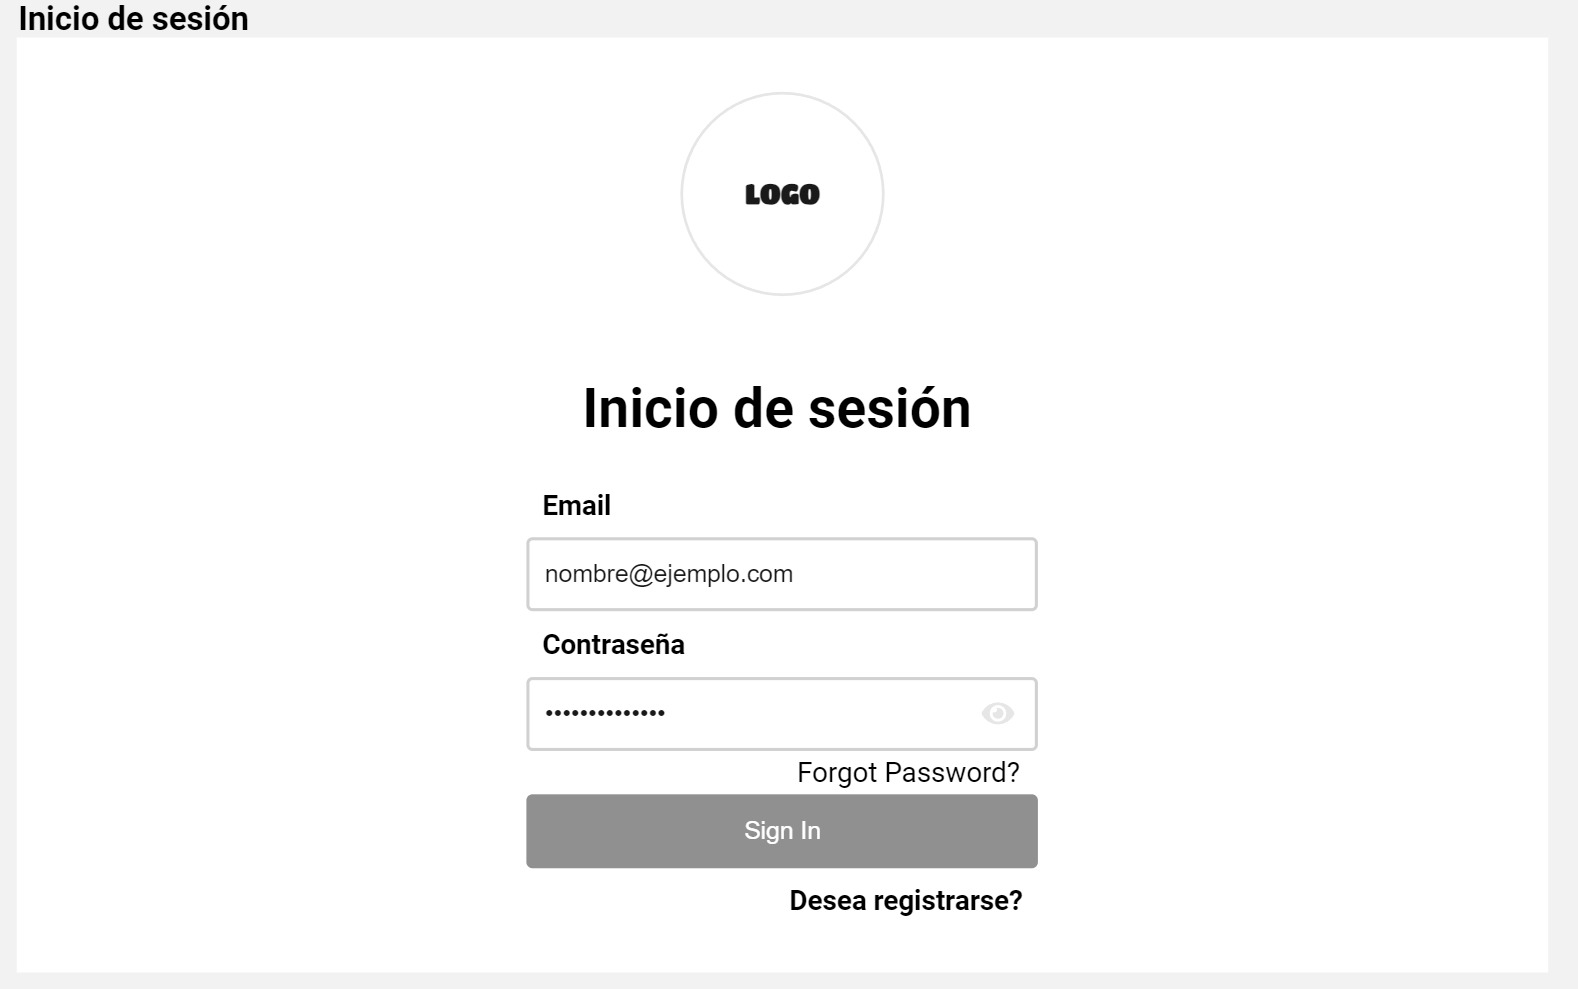 Inicio de sesión
LOGO
Inicio de sesión
Email
nombre@ejemplo.com
Contraseña
••••••••••••••
Forgot Password?
Sign In
Desea registrarse?